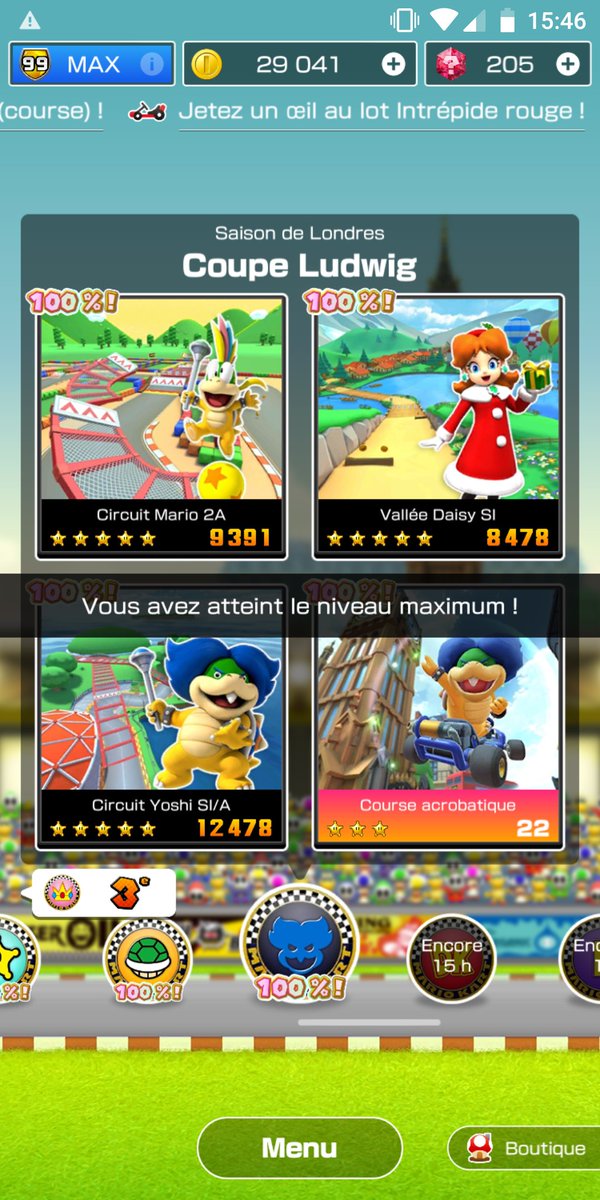 15:46
99 MAX i 29 041 + 205 +
(course) ! Jetez un œil au lot Intrépide rouge !
Saison de Londres
Coupe Ludwig
100 %! 100 %!
Circuit Mario 2A Vallée Daisy SI
9391 8478
100 %! 100 %!
Vous avez atteint le niveau maximum !
Circuit Yoshi SI/A Course acrobatique
12478 22
3e
Encore
15 h
100 %! 100 %!
Menu
Boutique